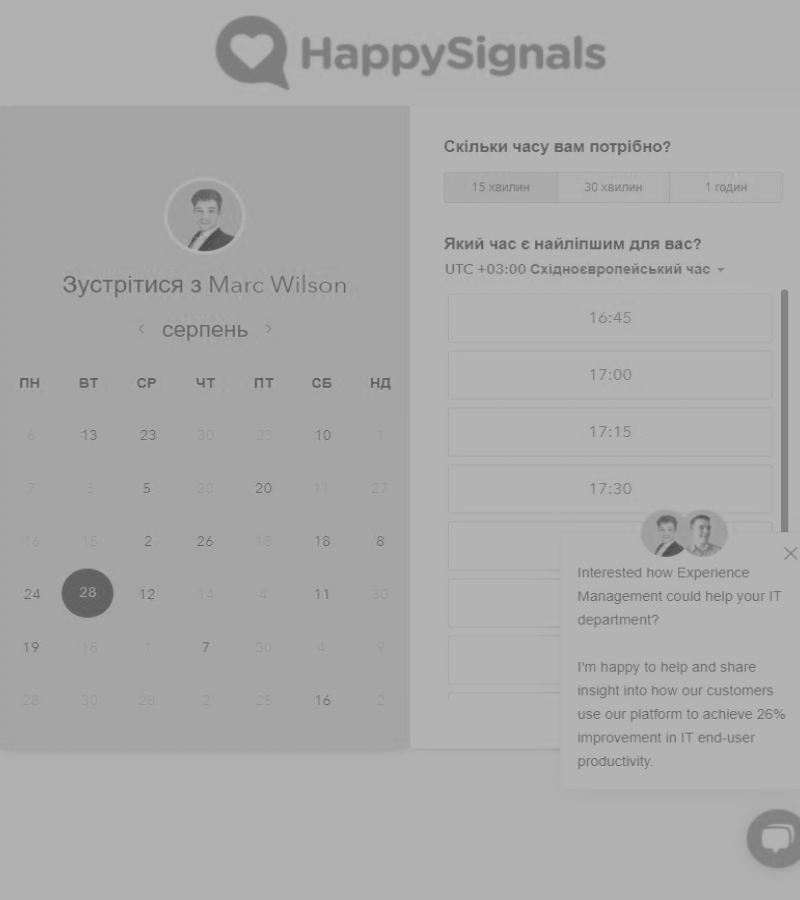 HappySignals
Зустрітися з Marc Wilson
серпень
ПН ВТ СР ЧТ ПТ СБ НД
6 13 23 30 23 10 1
7 3 5 20 20 11 27
16 15 2 26 18 18 8
24 28 12 14 4 11 30
19 16 1 7 30 4 9
28 30 28 2 25 16 2
Скільки часу вам потрібно?
15 хвилин 30 хвилин 1 годин
Який час є найліпшим для вас?
UTC +03:00 Східноєвропейський час
16:45
17:00
17:15
17:30
Interested how Experience
Management could help your IT
department?
I'm happy to help and share
insight into how our customers
use our platform to achieve 26%
improvement in IT end-user
productivity.